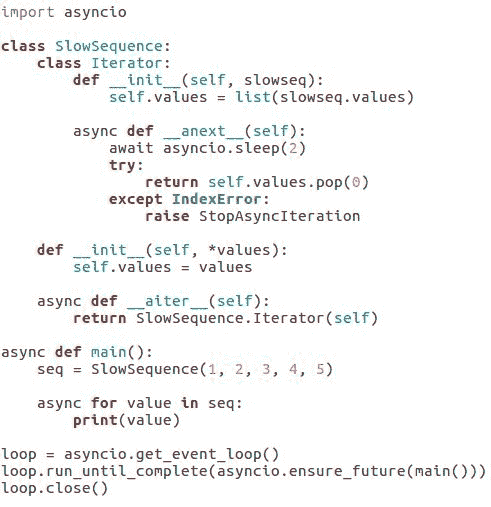 import asyncio

class SlowSequence:
    class Iterator:
        def __init__(self, slowseq):
            self.values = list(slowseq.values)

        async def __anext__(self):
            await asyncio.sleep(2)
            try:
                return self.values.pop(0)
            except IndexError:
                raise StopAsyncIteration

    def __init__(self, *values):
        self.values = values

    async def __aiter__(self):
        return SlowSequence.Iterator(self)

async def main():
    seq = SlowSequence(1, 2, 3, 4, 5)

    async for value in seq:
        print(value)

loop = asyncio.get_event_loop()
loop.run_until_complete(asyncio.ensure_future(main()))
loop.close()